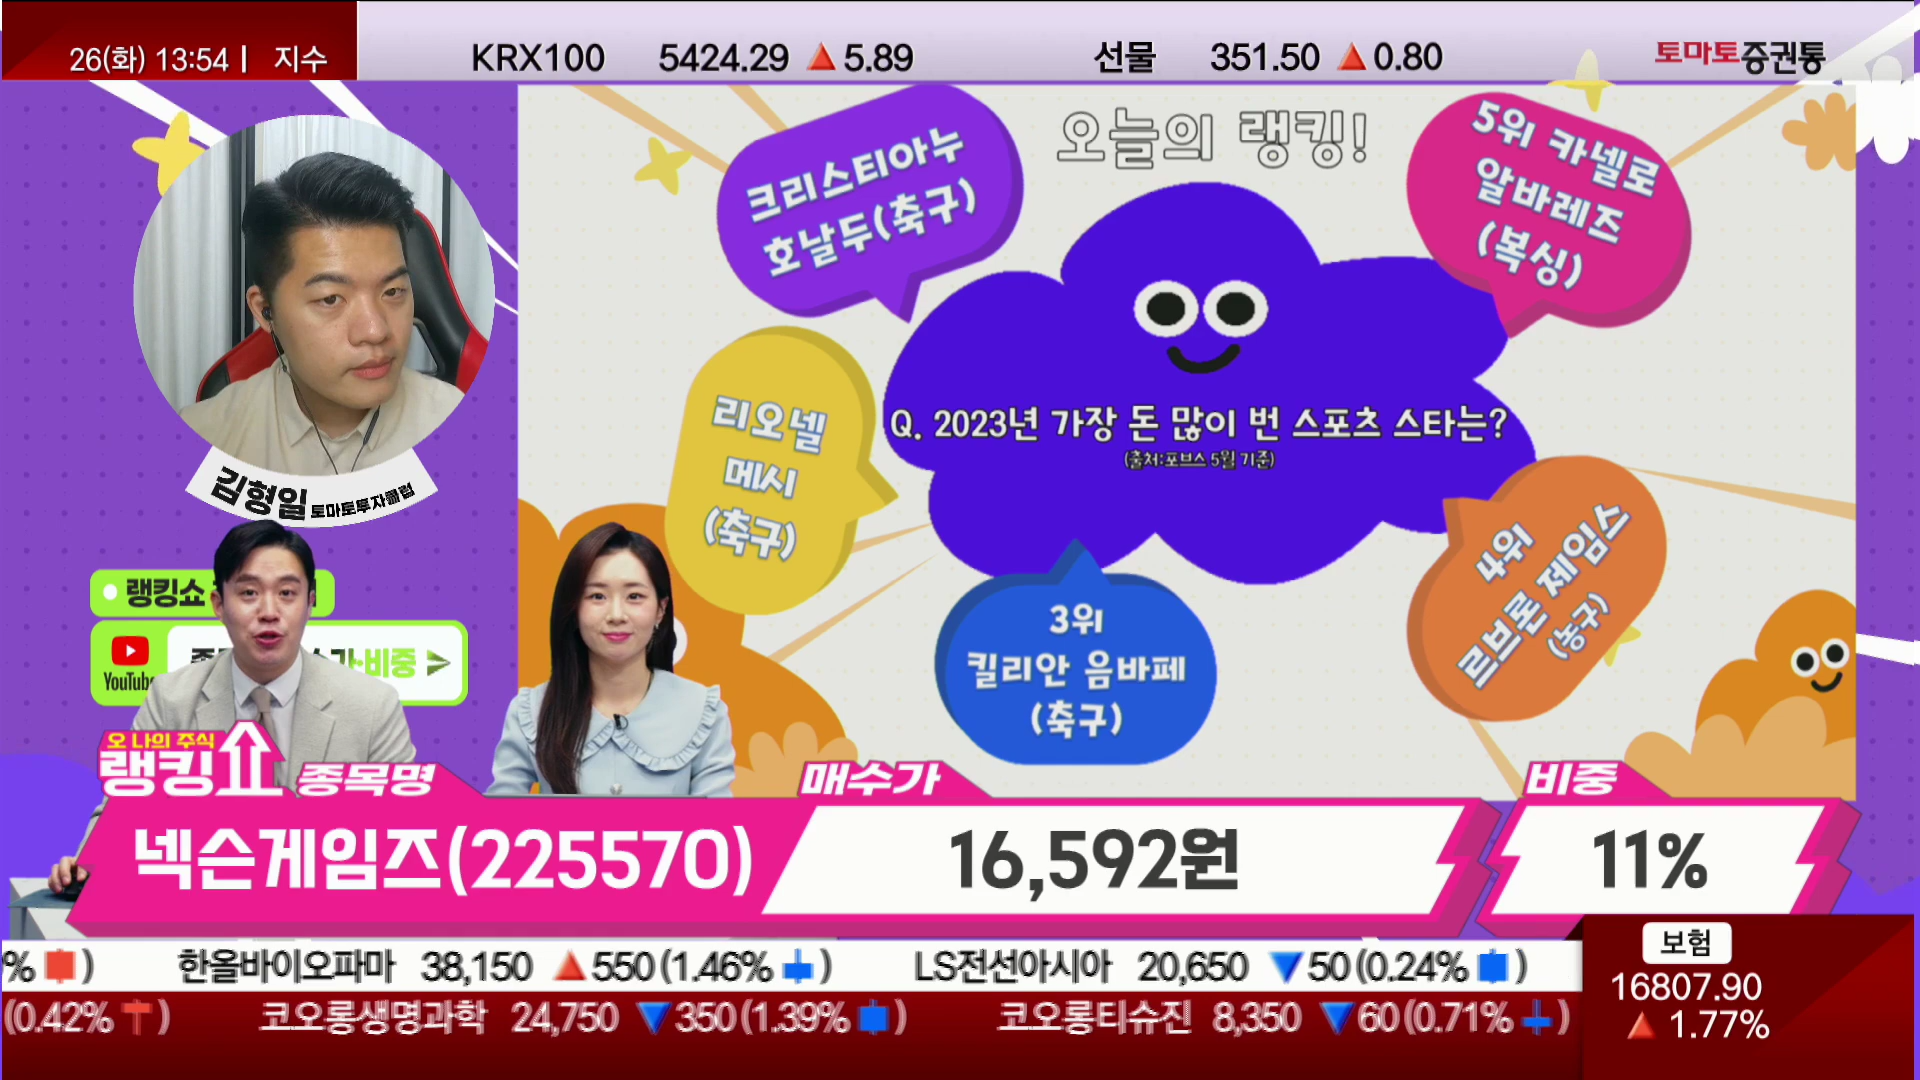 26(화) 13:54 | 지수
KRX100 5424.29 ▲ 5.89
선물 351.50 ▲ 0.80
토마토증권통
오늘의 랭킹!
크리스티아누
호날두(축구)
5위 카넬로
알바레즈
(복싱)
리오넬
메시
(축구)
Q. 2023년 가장 돈 많이 번 스포츠 스타는?
(출처:포브스 5월 기준)
3위
킬리안 음바페
(축구)
4위
르브론 제임스
(농구)
김형일 토마토투자클럽
랭킹쇼
YouTube
비중
오 나의 주식
랭킹쇼
종목명
매수가
비중
넥슨게임즈(225570)
16,592원
11%
% )
한올바이오파마 38,150 ▲ 550 (1.46% )
LS전선아시아 20,650 ▼ 50 (0.24% )
(0.42% )
코오롱생명과학 24,750 ▼ 350 (1.39% )
코오롱티슈진 8,350 ▼ 60 (0.71% )
보험
16807.90
▲ 1.77%